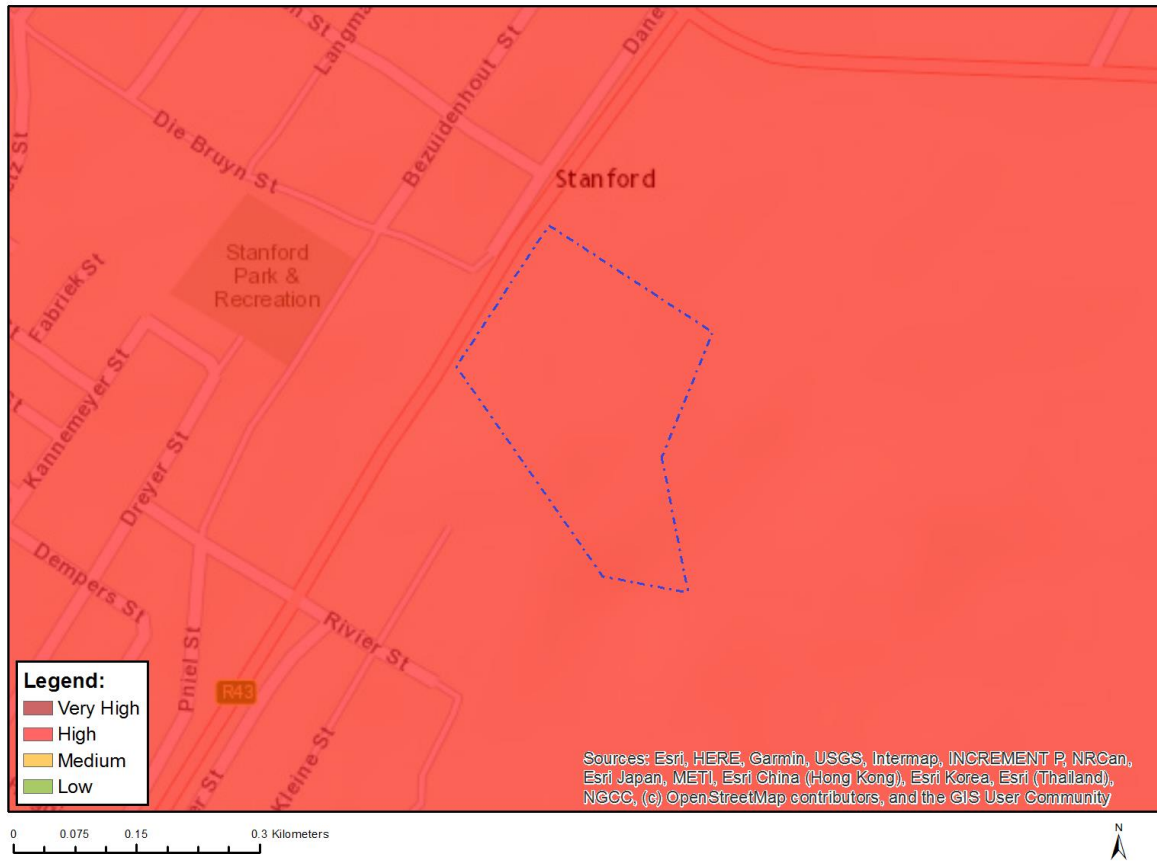 Langma
Dane
Bezuidenhout St
Die Bruyn St
Stanford
Stanford
Park &
Recreation
Fabriek St
Kannemeyer St
Dreyer St
Dempers St
Rivier St
Pniel St
R43
Kleine St
Legend:
Very High
High
Medium
Low
Sources: Esri, HERE, Garmin, USGS, Intermap, INCREMENT P, NRCan,
Esri Japan, METI, Esri China (Hong Kong), Esri Korea, Esri (Thailand),
NGCC, (c) OpenStreetMap contributors, and the GIS User Community
0 0.075 0.15 0.3 Kilometers
N